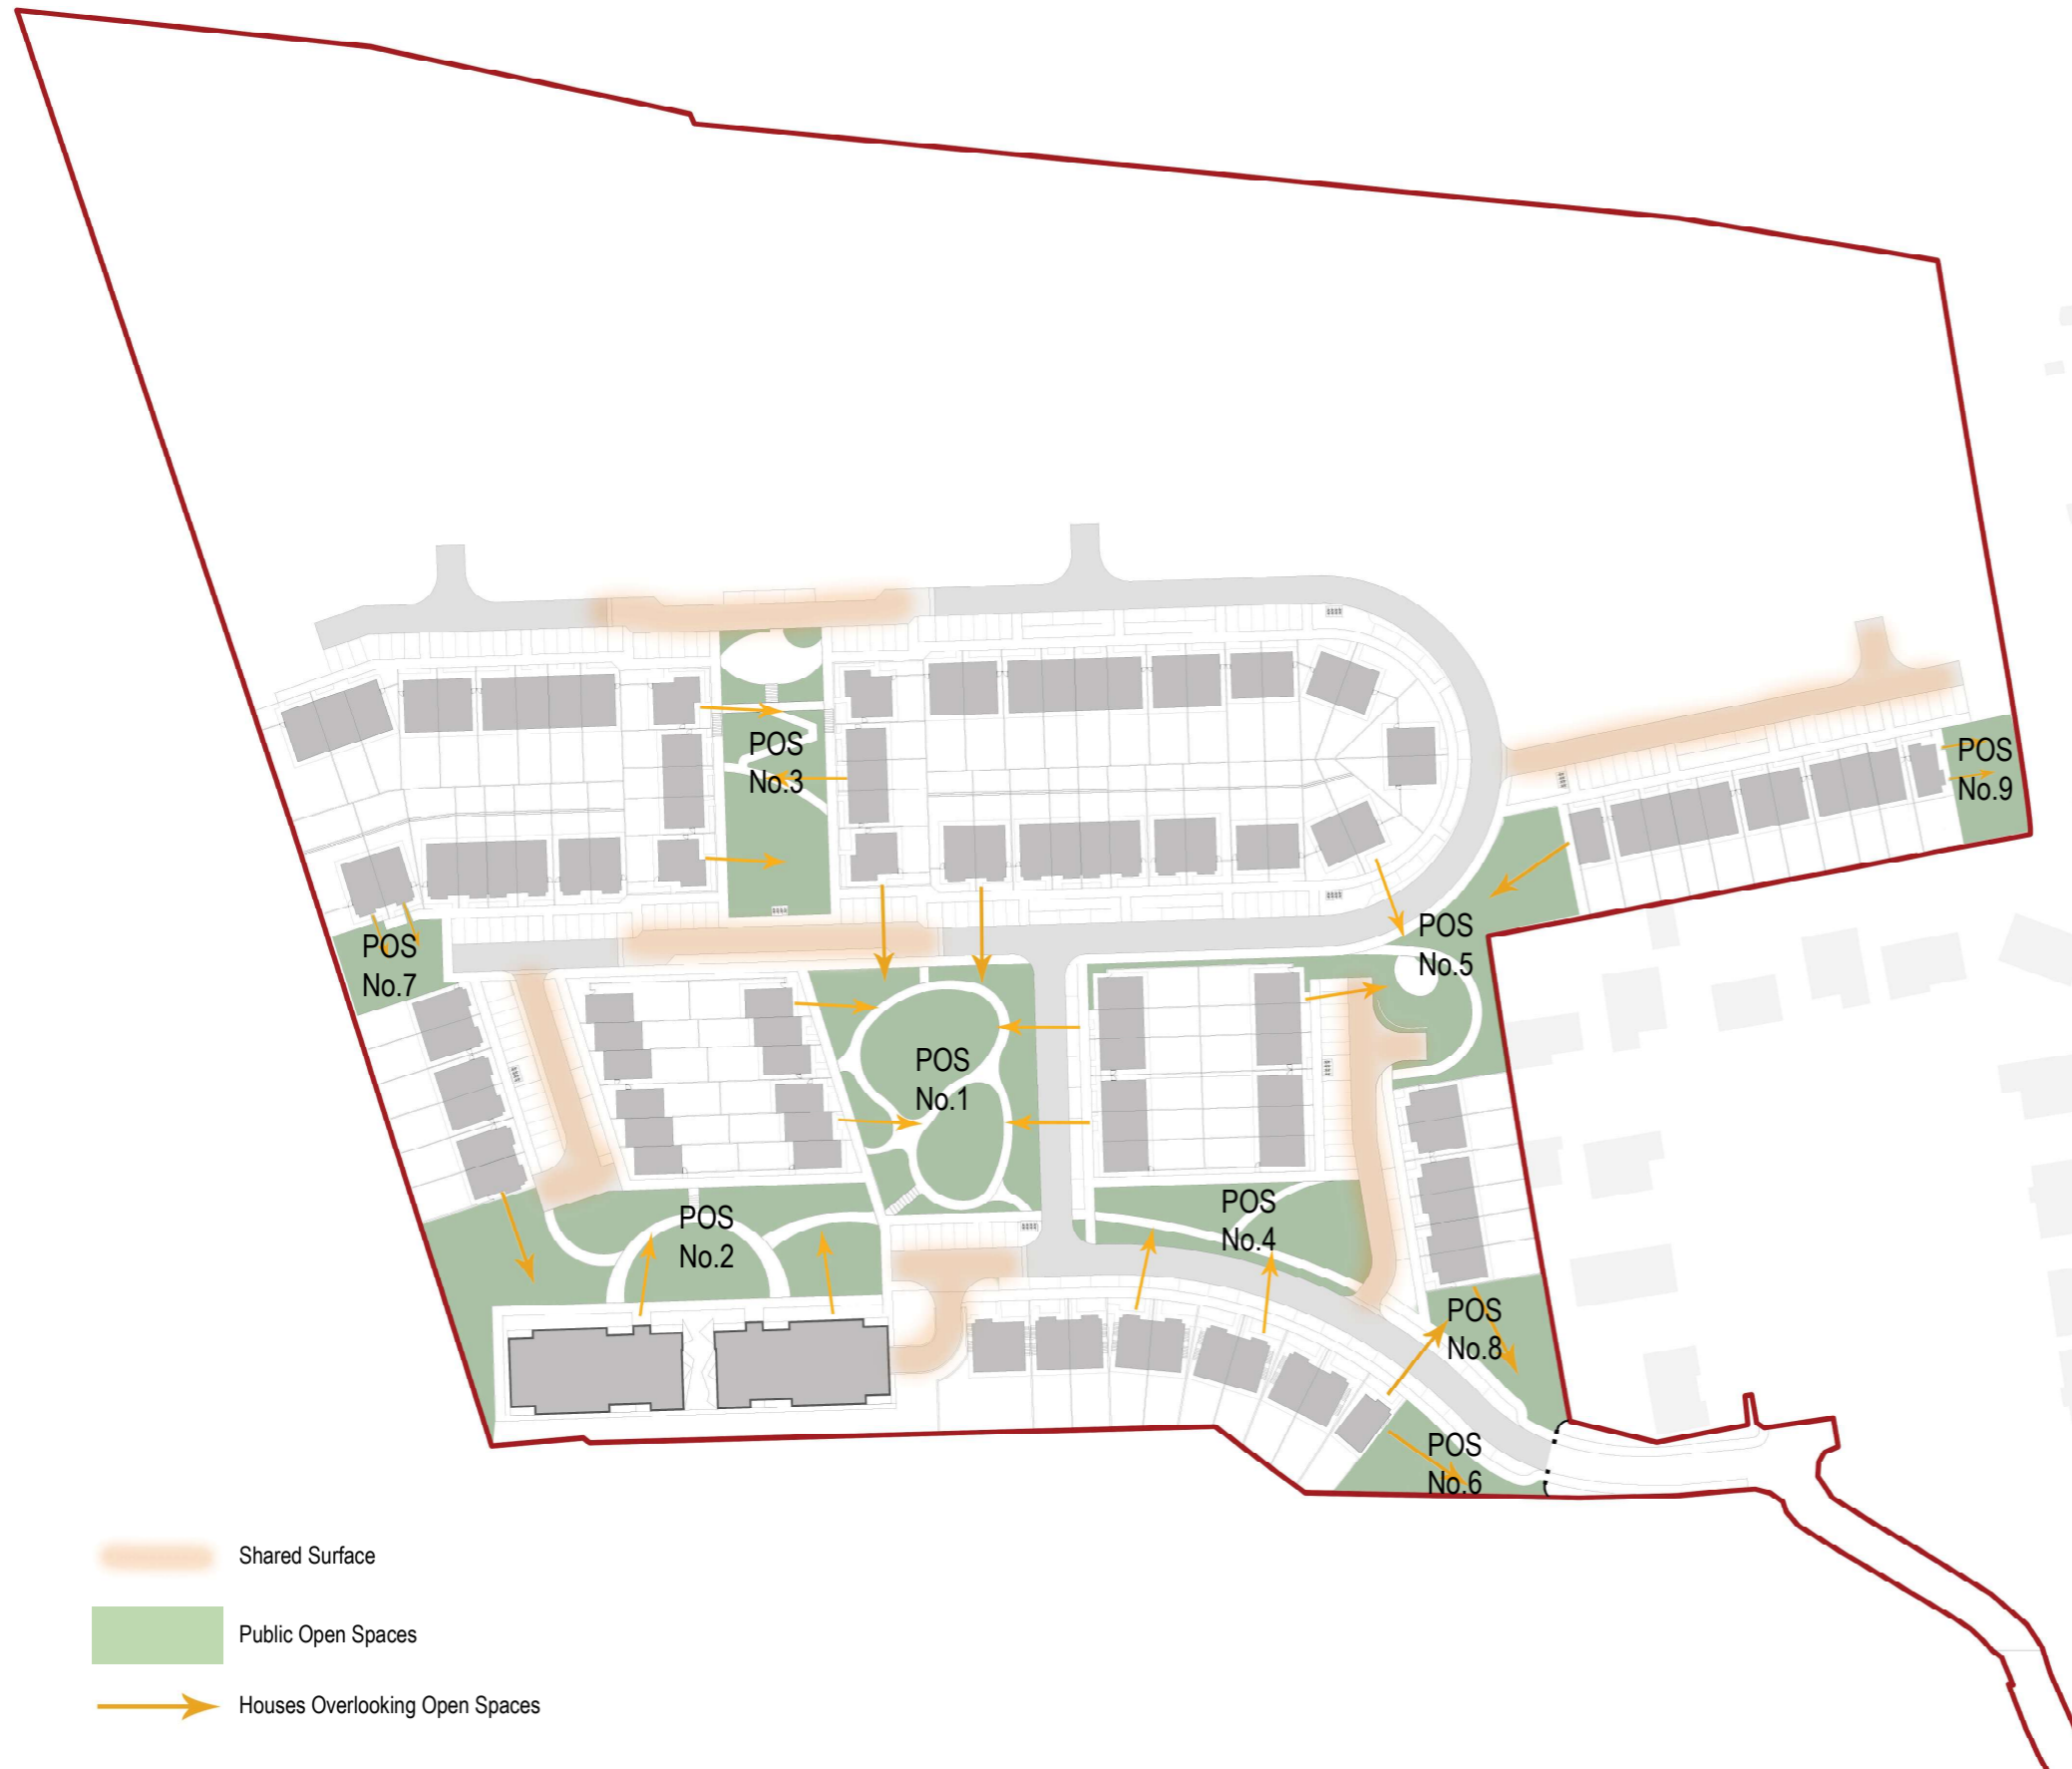 POS
No.3
POS
No.9
POS
No.5
POS
No.7
POS
No.1
POS
No.4
POS
No.2
POS
No.8
POS
No.6
Shared Surface
Public Open Spaces
Houses Overlooking Open Spaces